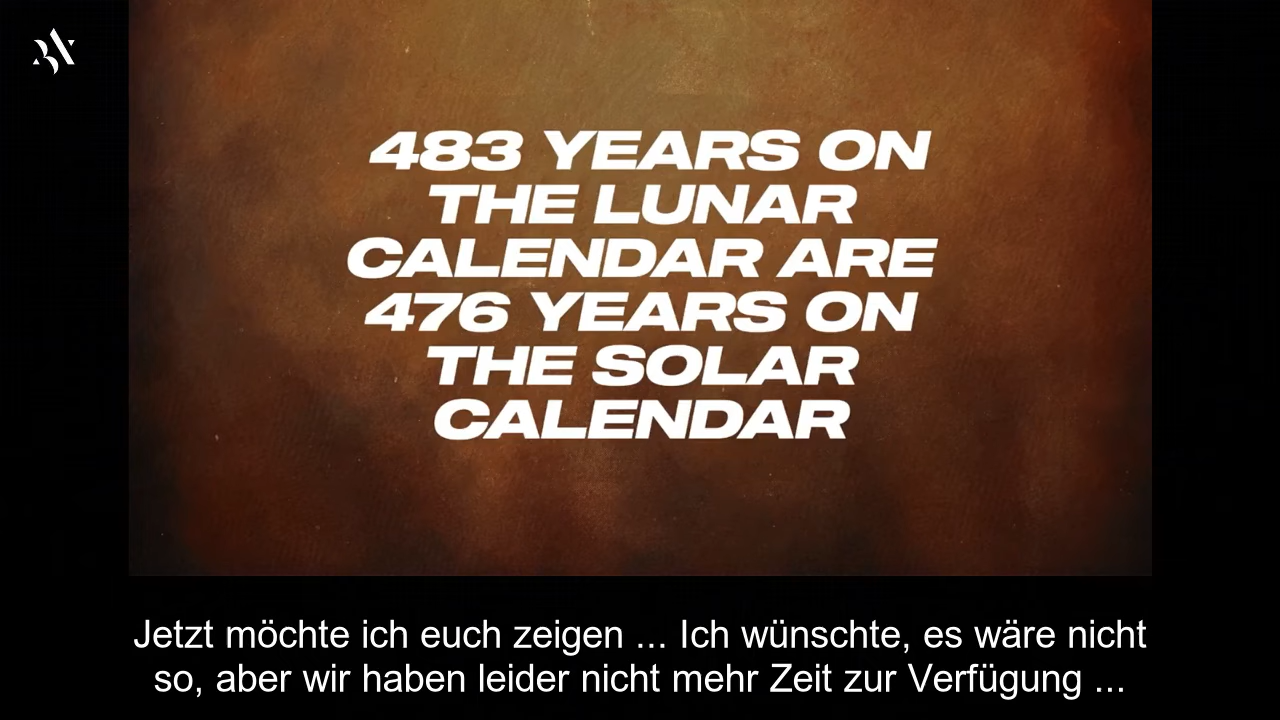 483 YEARS ON
THE LUNAR
CALENDAR ARE
476 YEARS ON
THE SOLAR
CALENDAR
Jetzt möchte ich euch zeigen ... Ich wünschte, es wäre nicht
so, aber wir haben leider nicht mehr Zeit zur Verfügung ...